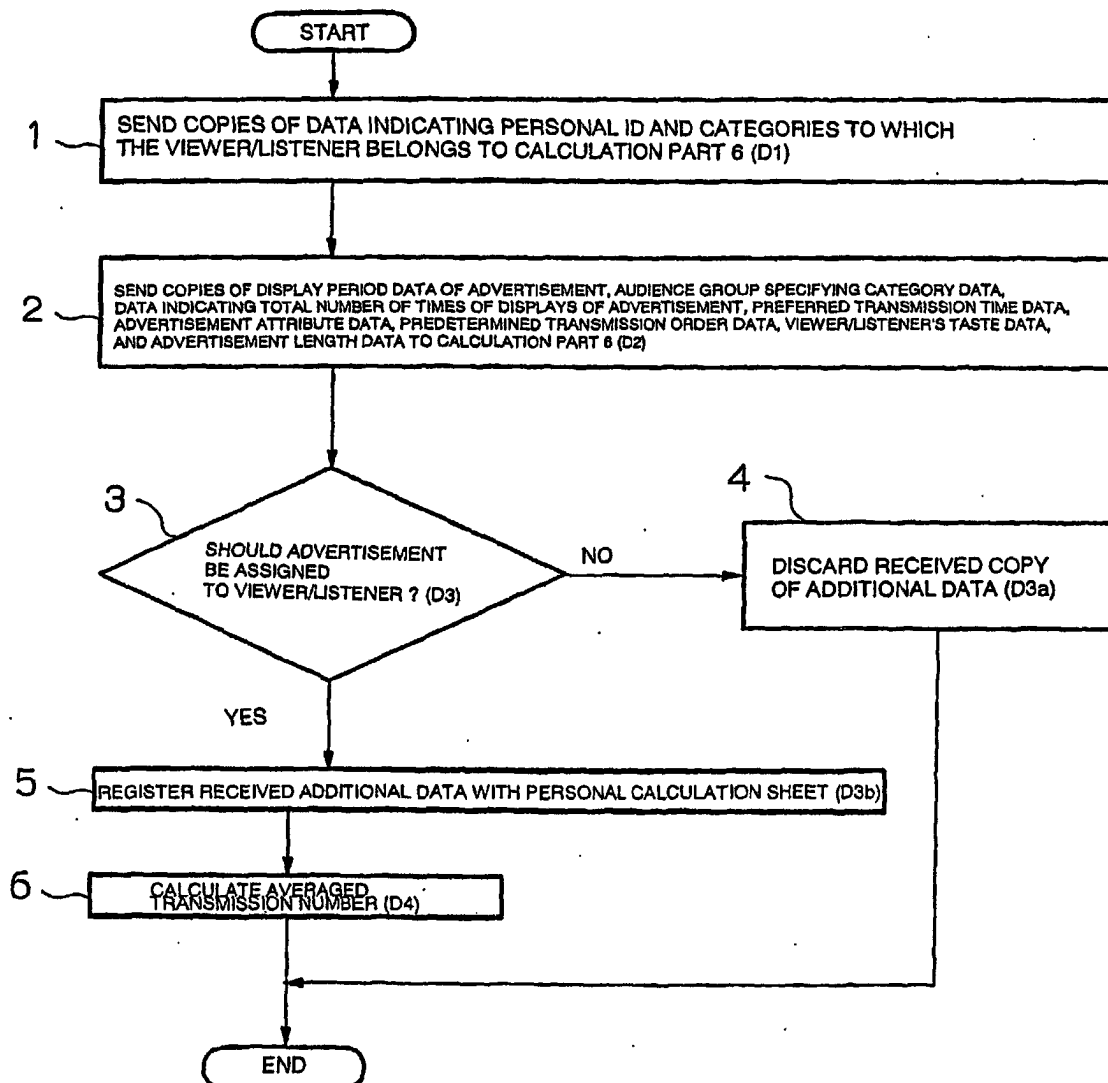 START
1
SEND COPIES OF DATA INDICATING PERSONAL ID AND CATEGORIES TO WHICH
THE VIEWER/LISTENER BELONGS TO CALCULATION PART 6 (D1)
2
SEND COPIES OF DISPLAY PERIOD DATA OF ADVERTISEMENT, AUDIENCE GROUP SPECIFYING CATEGORY DATA,
DATA INDICATING TOTAL NUMBER OF TIMES OF DISPLAYS OF ADVERTISEMENT, PREFERRED TRANSMISSION TIME DATA,
ADVERTISEMENT ATTRIBUTE DATA, PREDETERMINED TRANSMISSION ORDER DATA, VIEWER/LISTENER'S TASTE DATA,
AND ADVERTISEMENT LENGTH DATA TO CALCULATION PART 6 (D2)
3
SHOULD ADVERTISEMENT
BE ASSIGNED
TO VIEWER/LISTENER ? (D3)
NO
4
DISCARD RECEIVED COPY
OF ADDITIONAL DATA (D3a)
YES
5
REGISTER RECEIVED ADDITIONAL DATA WITH PERSONAL CALCULATION SHEET (D3b)
6
CALCULATE AVERAGED
TRANSMISSION NUMBER (D4)
END